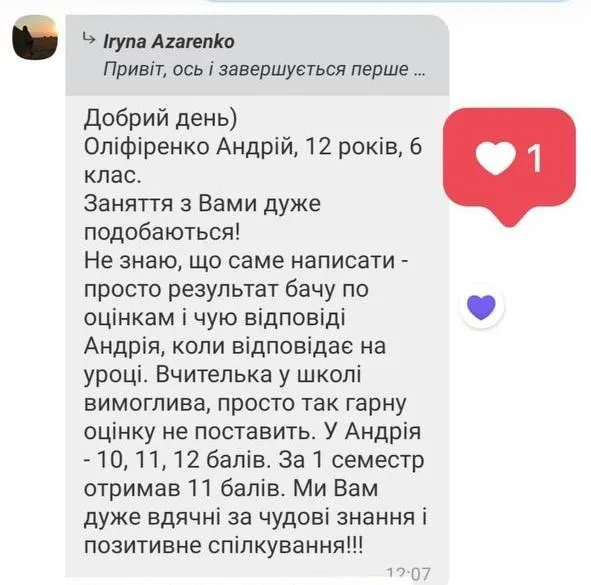 Iryna Azarenko
Привіт, ось і завершується перше ...
Добрий день)
Оліфіренко Андрій, 12 років, 6
клас.
Заняття з Вами дуже
подобаються!
Не знаю, що саме написати -
просто результат бачу по
оцінкам і чую відповіді
Андрія, коли відповідає на
уроці. Вчителька у школі
вимоглива, просто так гарну
оцінку не поставить. У Андрія
- 10, 11, 12 балів. За 1 семестр
отримав 11 балів. Ми Вам
дуже вдячні за чудові знання і
позитивне спілкування!!!
12:07
1